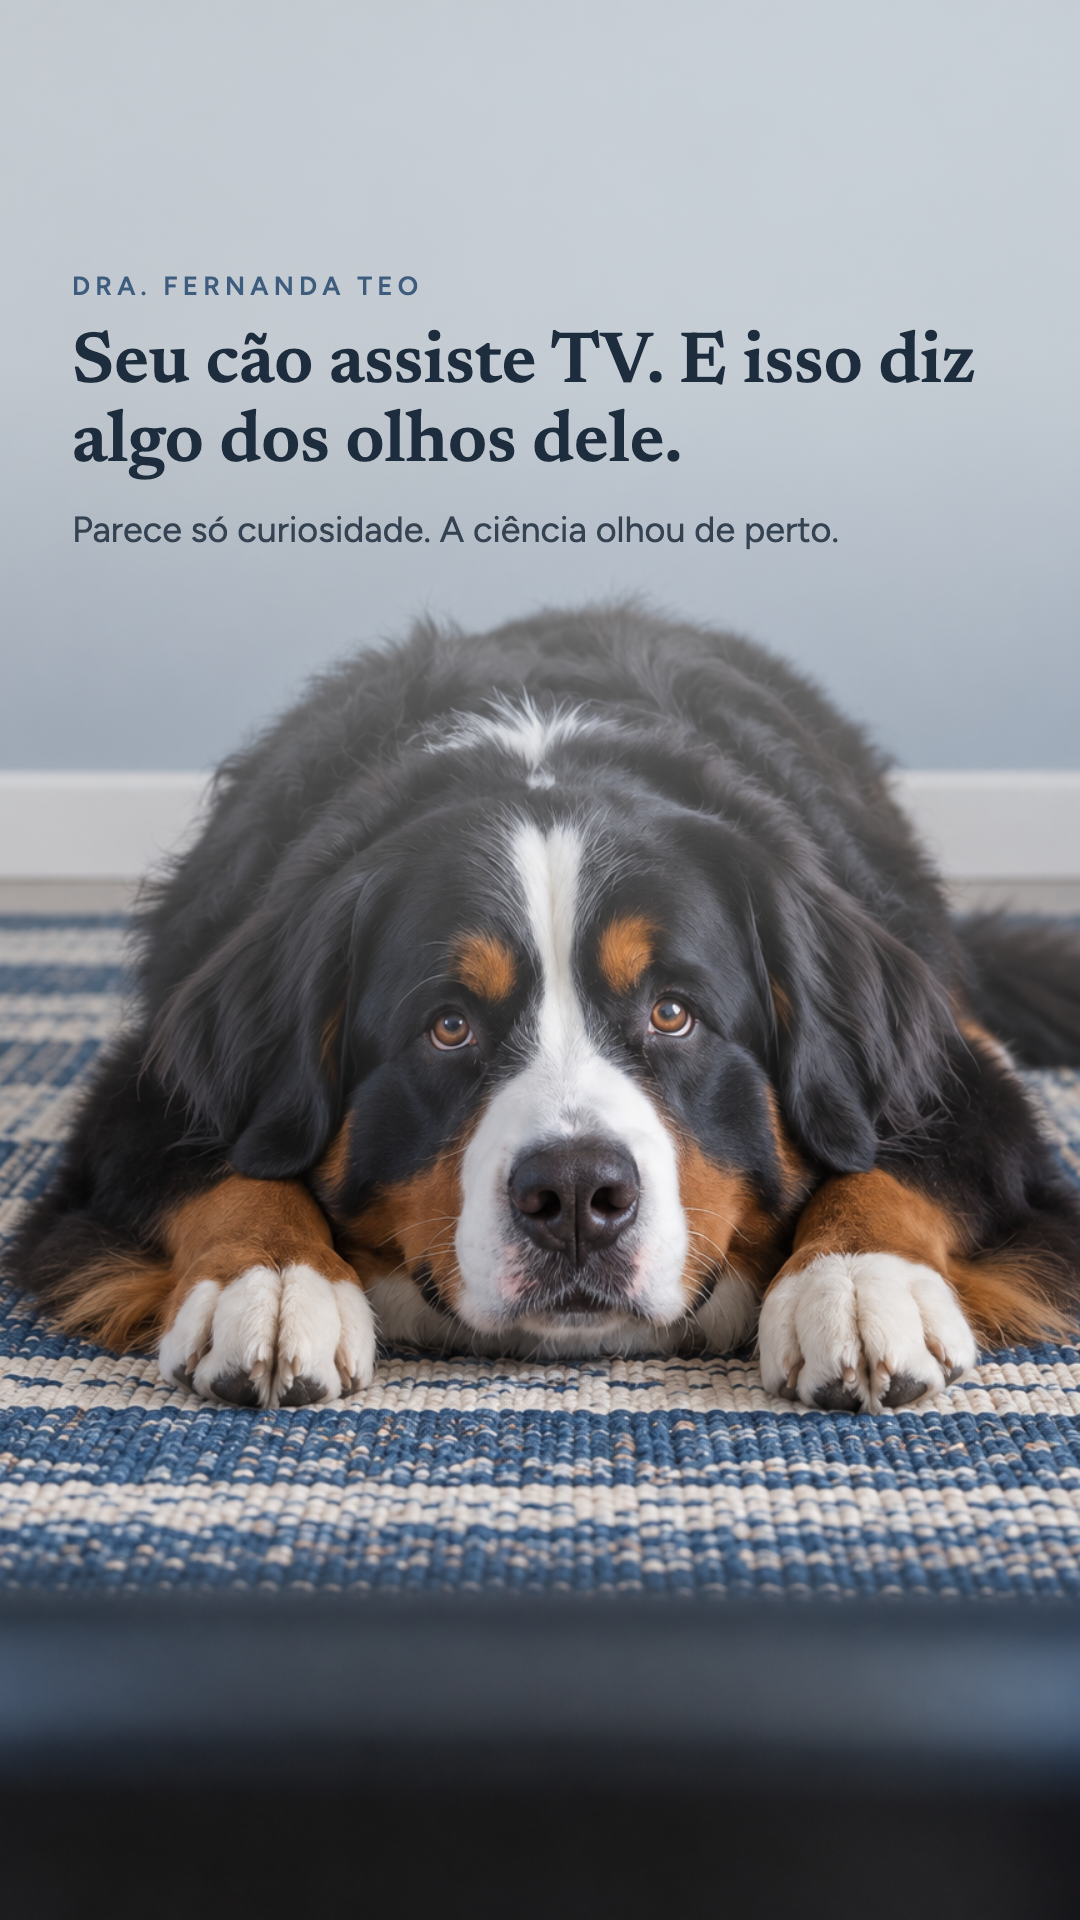 DRA. FERNANDA TEO
Seu cão assiste TV. E isso diz
algo dos olhos dele.
Parece só curiosidade. A ciência olhou de perto.